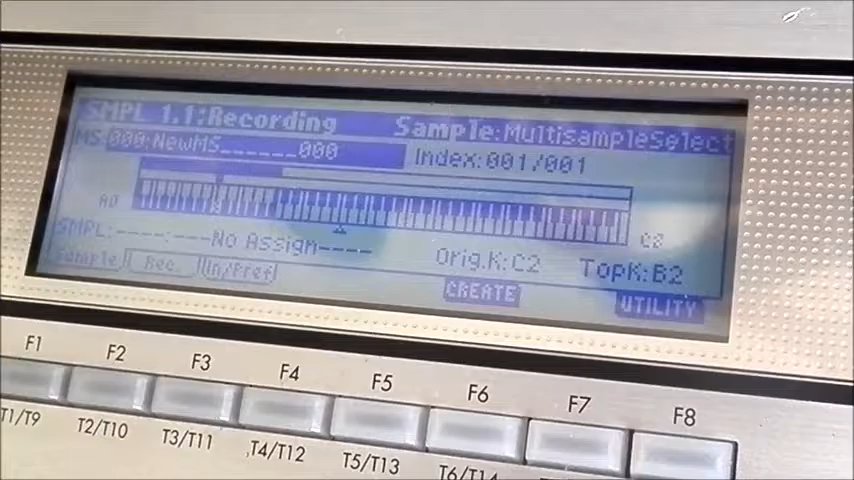 SMPL 1.1:Recording Sample:MultisampleSelect
MS:000:NewMS______000 Index:001/001
A0 C8
SMPL:----:----No Assign---- Orig.K:C2 TopK:B2
Sample Rec. In/Pref CREATE UTILITY
F1 F2 F3 F4 F5 F6 F7 F8
T1/T9 T2/T10 T3/T11 T4/T12 T5/T13 T6/T14